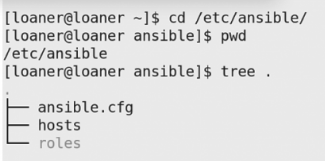 [loaner@loaner ~]$ cd /etc/ansible/
[loaner@loaner ansible]$ pwd
/etc/ansible
[loaner@loaner ansible]$ tree .
.
├── ansible.cfg
├── hosts
└── roles